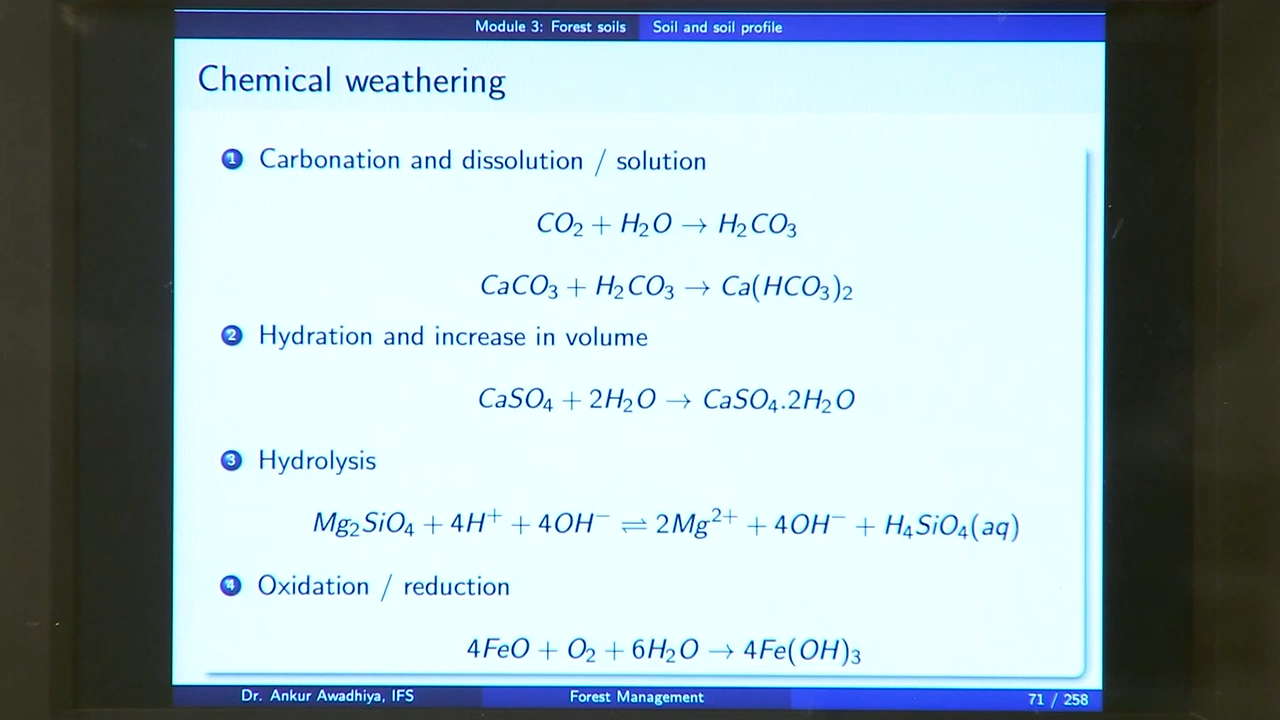 Module 3: Forest soils Soil and soil profile
Chemical weathering
1 Carbonation and dissolution / solution
CO₂ + H₂O → H₂CO₃
CaCO₃ + H₂CO₃ → Ca(HCO₃)₂
2 Hydration and increase in volume
CaSO₄ + 2H₂O → CaSO₄.2H₂O
3 Hydrolysis
Mg₂SiO₄ + 4H⁺ + 4OH⁻ ⇌ 2Mg²⁺ + 4OH⁻ + H₄SiO₄(aq)
4 Oxidation / reduction
4FeO + O₂ + 6H₂O → 4Fe(OH)₃
Dr. Ankur Awadhiya, IFS Forest Management 71 / 258